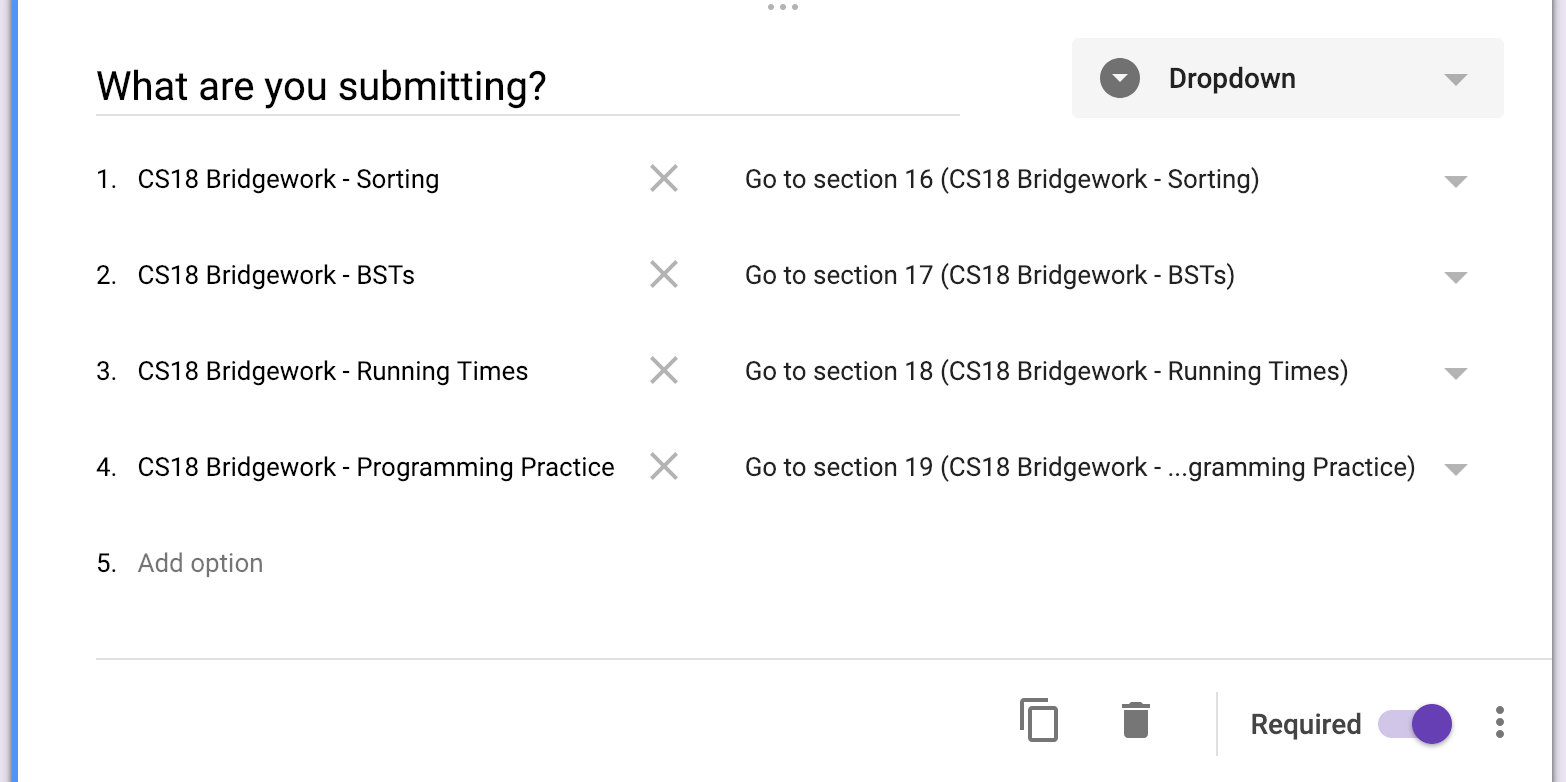 What are you submitting?
Dropdown
1. CS18 Bridgework - Sorting Go to section 16 (CS18 Bridgework - Sorting)
2. CS18 Bridgework - BSTs Go to section 17 (CS18 Bridgework - BSTs)
3. CS18 Bridgework - Running Times Go to section 18 (CS18 Bridgework - Running Times)
4. CS18 Bridgework - Programming Practice Go to section 19 (CS18 Bridgework - ...gramming Practice)
5. Add option
Required